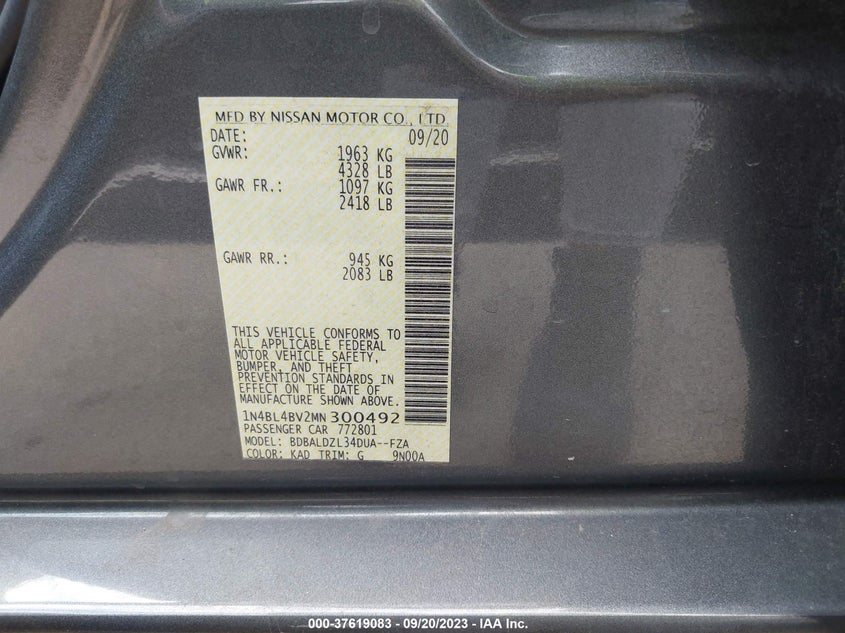 MFD BY NISSAN MOTOR CO., LTD.
DATE: 09/20
GVWR: 1963 KG
4328 LB
GAWR FR.: 1097 KG
2418 LB
GAWR RR.: 945 KG
2083 LB
THIS VEHICLE CONFORMS TO
ALL APPLICABLE FEDERAL
MOTOR VEHICLE SAFETY,
BUMPER, AND THEFT
PREVENTION STANDARDS IN
EFFECT ON THE DATE OF
MANUFACTURE SHOWN ABOVE.
1N4BL4BV2MN300492
PASSENGER CAR 772801
MODEL: BDBALDZL34DUA--FZA
COLOR: KAD TRIM: G 9N00A
000-37619083 - 09/20/2023 - IAA Inc.